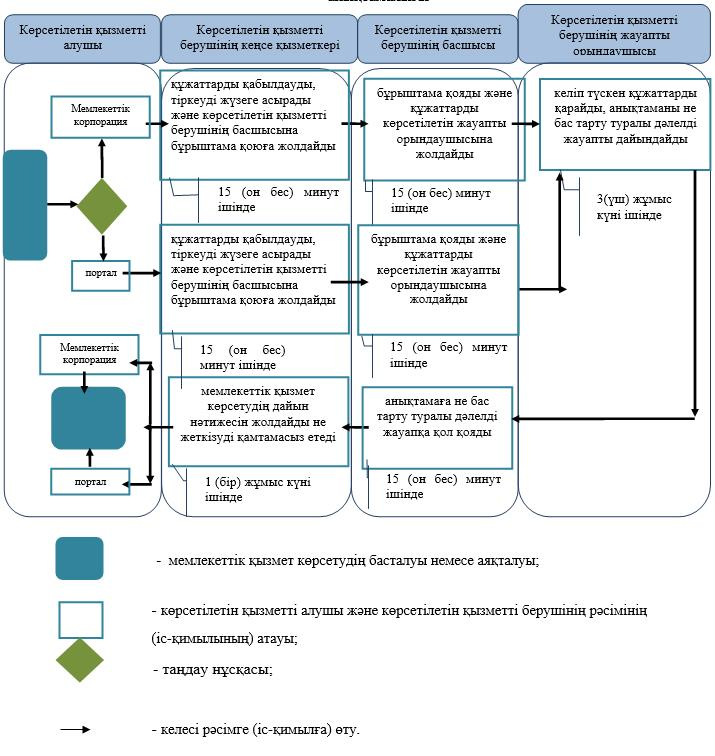 Көрсетілетін қызметті
алушы
Көрсетілетін қызметті
берушінің кеңсе қызметкері
Көрсетілетін қызметті
берушінің басшысы
Көрсетілетін қызметті
берушінің жауапты
орындаушысы
Мемлекеттік
корпорация
құжаттарды қабылдауды,
тіркеуді жүзеге асырады
және көрсетілетін қызметті
берушінің басшысына
бұрыштама қоюға жолдайды
15 (он бес) минут
ішінде
бұрыштама қояды және
құжаттарды
көрсетілетін жауапты
орындаушысына
жолдайды
15 (он бес) минут
ішінде
келіп түскен құжаттарды
қарайды, анықтаманы не
бас тарту туралы дәлелді
жауапты дайындайды
3(үш) жұмыс
күні ішінде
портал
құжаттарды қабылдауды,
тіркеуді жүзеге асырады
және көрсетілетін қызметті
берушінің басшысына
бұрыштама қоюға жолдайды
15 (он бес)
минут ішінде
бұрыштама қояды және
құжаттарды
көрсетілетін жауапты
орындаушысына
жолдайды
15 (он бес) минут
ішінде
Мемлекеттік
корпорация
портал
мемлекеттік қызмет
көрсетудің дайын
нәтижесін жолдайды не
жеткізуді қамтамасыз етеді
1 (бір) жұмыс күні
ішінде
анықтамаға не бас
тарту туралы дәлелді
жауапқа қол қояды
15 (он бес) минут
ішінде
- мемлекеттік қызмет көрсетудің басталуы немесе аяқталуы;
- көрсетілетін қызметті алушы және көрсетілетін қызметті берушінің рәсімінің
(іс-қимылының) атауы;
- таңдау нұсқасы;
- келесі рәсімге (іс-қимылға) өту.